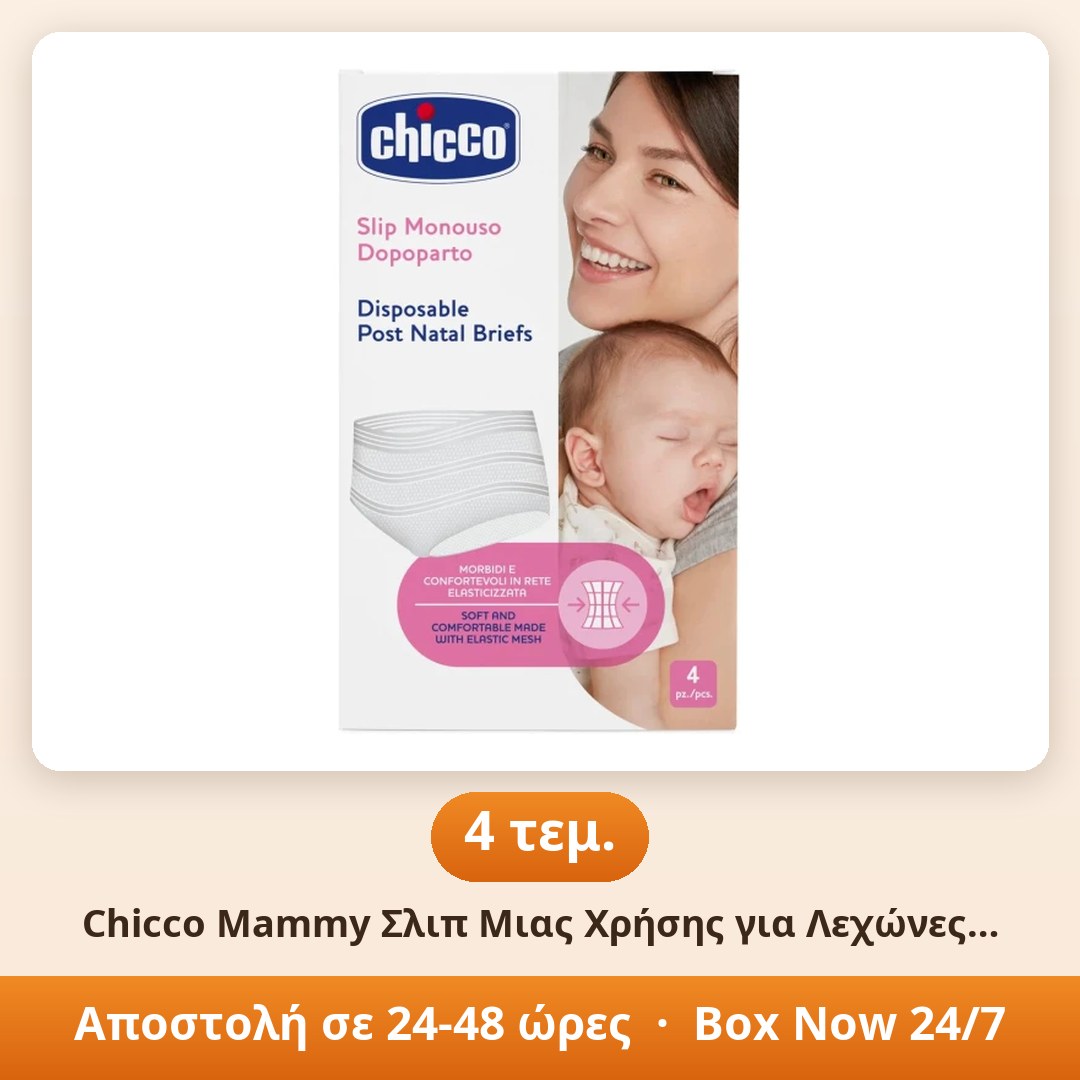 chicco
Slip Monouso
Dopoparto
Disposable
Post Natal Briefs
MORBIDI E
CONFORTEVOLI IN RETE
ELASTICIZZATA
SOFT AND
COMFORTABLE MADE
WITH ELASTIC MESH
4
pz./pcs.
4 τεμ.
Chicco Mammy Σλιπ Μιας Χρήσης για Λεχώνες...
Αποστολή σε 24-48 ώρες · Box Now 24/7